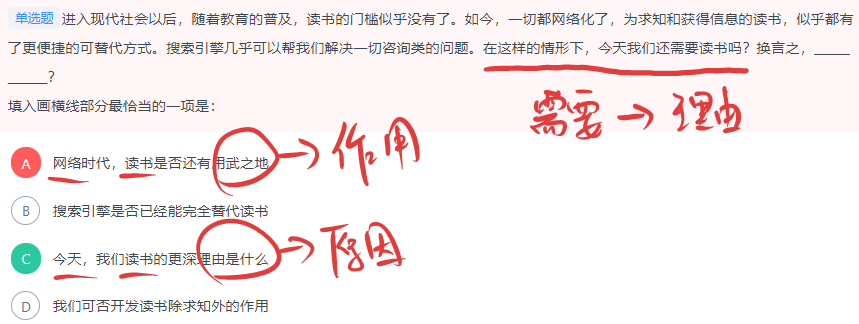 单选题 进入现代社会以后，随着教育的普及，读书的门槛似乎没有了。如今，一切都网络化了，为求知和获得信息的读书，似乎都有
了更便捷的可替代方式。搜索引擎几乎可以帮我们解决一切咨询类的问题。在这样的情形下，今天我们还需要读书吗？换言之，_____
_____？
填入画横线部分最恰当的一项是：
需要→理由
A 网络时代，读书是否还有用武之地→作用
B 搜索引擎是否已经能完全替代读书
C 今天，我们读书的更深理由是什么→原因
D 我们可否开发读书除求知外的作用